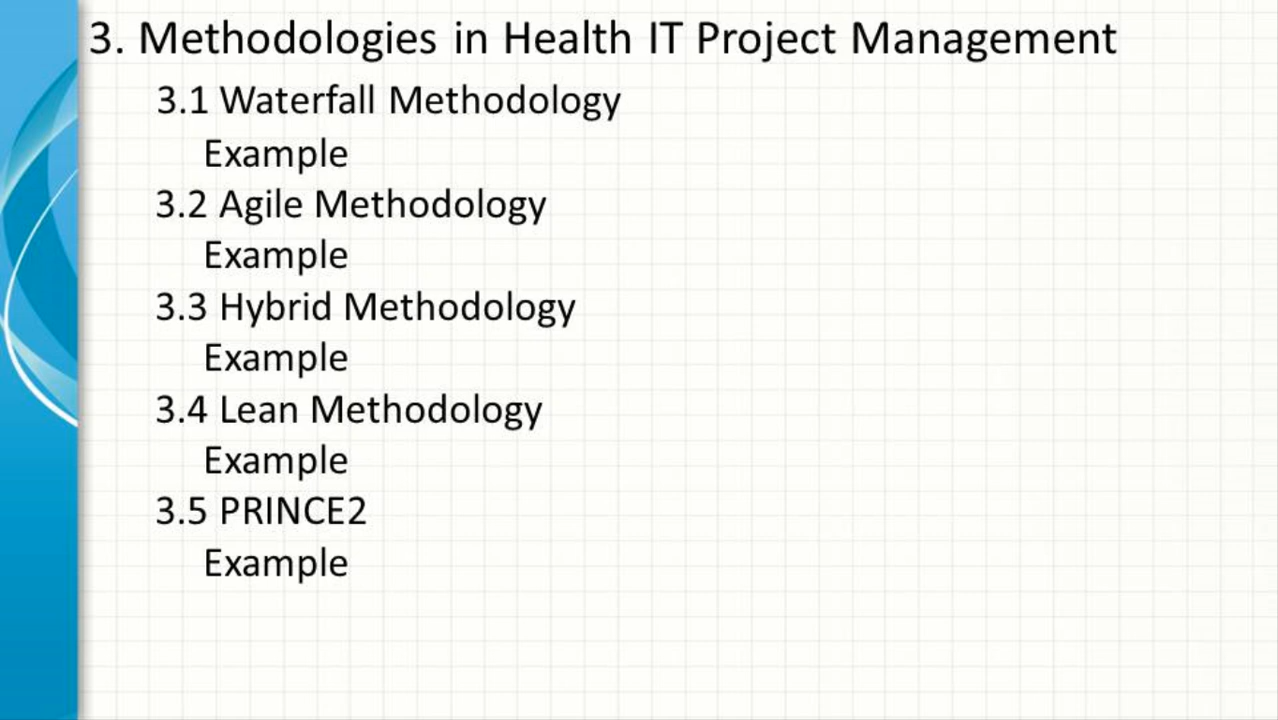 3. Methodologies in Health IT Project Management
3.1 Waterfall Methodology
Example
3.2 Agile Methodology
Example
3.3 Hybrid Methodology
Example
3.4 Lean Methodology
Example
3.5 PRINCE2
Example